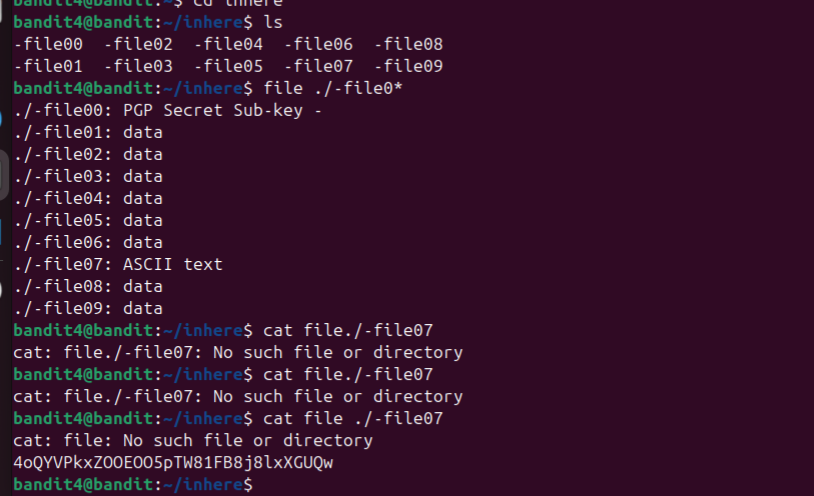 bandit4@bandit:~$ cd inhere
bandit4@bandit:~/inhere$ ls
-file00  -file02  -file04  -file06  -file08
-file01  -file03  -file05  -file07  -file09
bandit4@bandit:~/inhere$ file ./-file0*
./-file00: PGP Secret Sub-key -
./-file01: data
./-file02: data
./-file03: data
./-file04: data
./-file05: data
./-file06: data
./-file07: ASCII text
./-file08: data
./-file09: data
bandit4@bandit:~/inhere$ cat file./-file07
cat: file./-file07: No such file or directory
bandit4@bandit:~/inhere$ cat file./-file07
cat: file./-file07: No such file or directory
bandit4@bandit:~/inhere$ cat file ./-file07
cat: file: No such file or directory
4oQYVPkxZOOEOO5pTW81FB8j8lxXGUQw
bandit4@bandit:~/inhere$